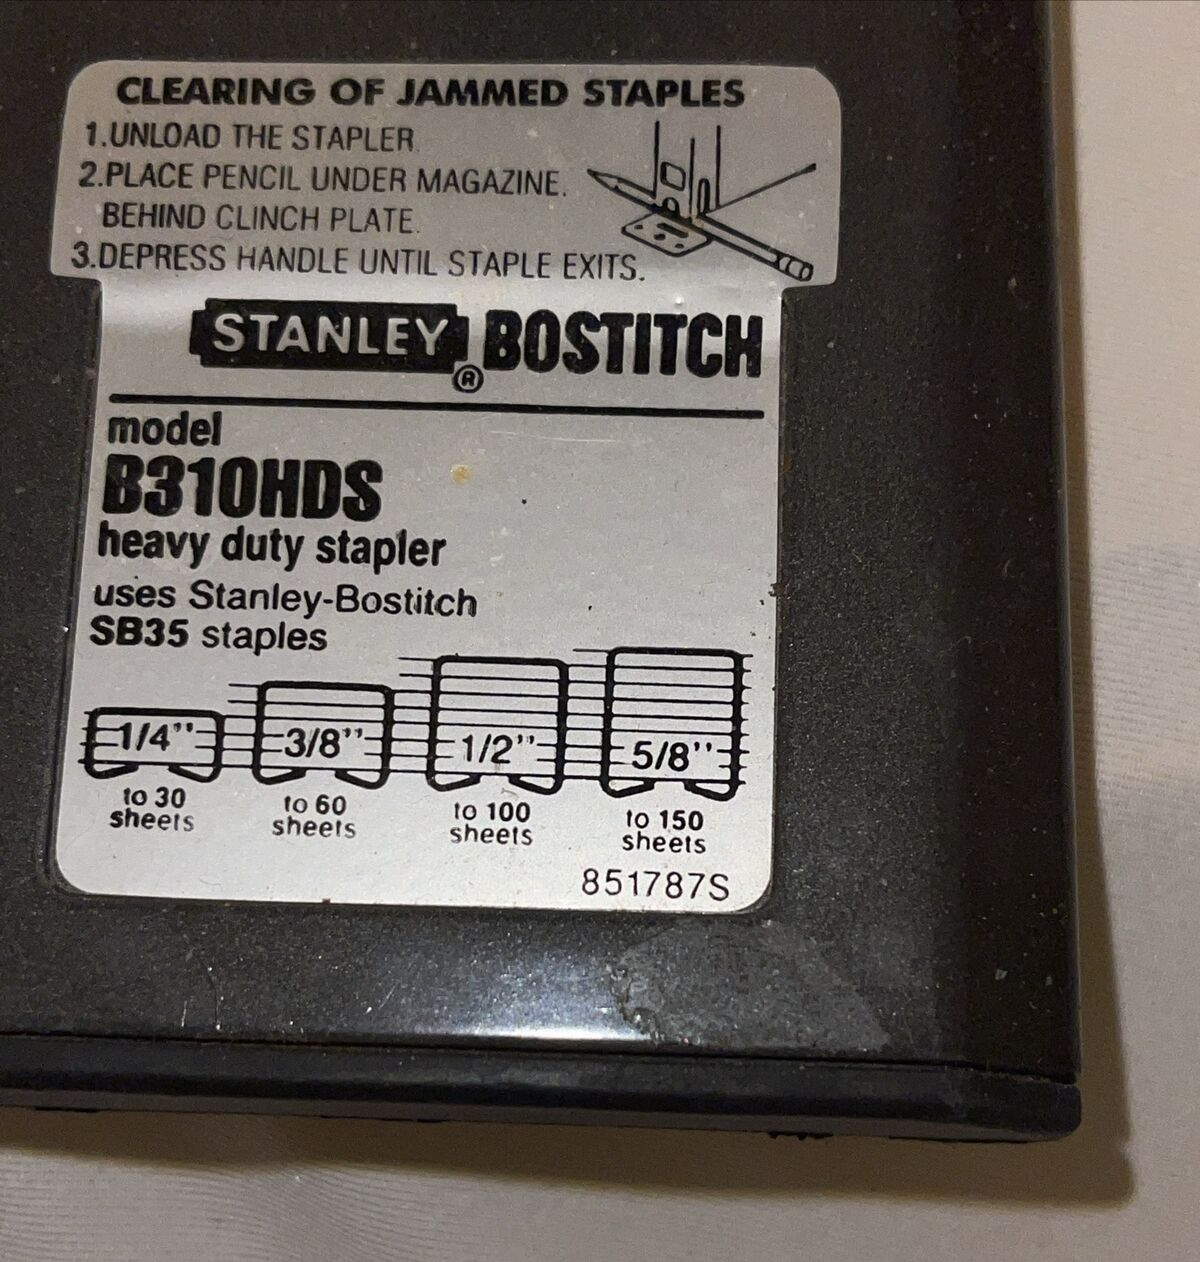 CLEARING OF JAMMED STAPLES
1.UNLOAD THE STAPLER.
2.PLACE PENCIL UNDER MAGAZINE.
BEHIND CLINCH PLATE.
3.DEPRESS HANDLE UNTIL STAPLE EXITS.
STANLEY® BOSTITCH
model
B310HDS
heavy duty stapler
uses Stanley-Bostitch
SB35 staples
1/4" 3/8" 1/2" 5/8"
to 30 to 60 to 100 to 150
sheets sheets sheets sheets
851787S